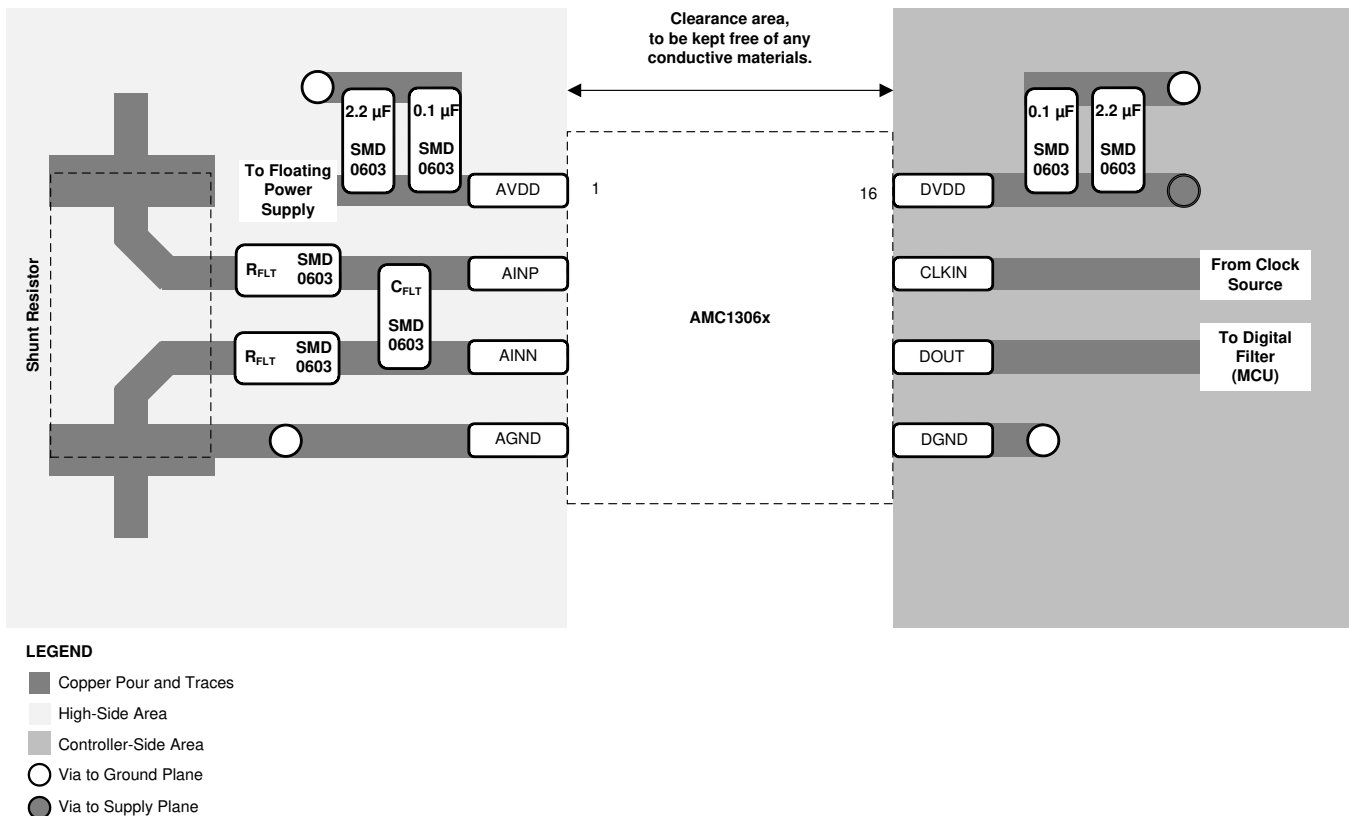 Clearance area,
to be kept free of any
conductive materials.
2.2 µF
SMD
0603
0.1 µF
SMD
0603
0.1 µF
SMD
0603
2.2 µF
SMD
0603
To Floating
Power
Supply
AVDD
1
16
DVDD
Shunt Resistor
R_FLT
SMD
0603
AINP
C_FLT
SMD
0603
R_FLT
SMD
0603
AINN
AGND
AMC1306x
CLKIN
From Clock
Source
DOUT
To Digital
Filter
(MCU)
DGND
LEGEND
Copper Pour and Traces
High-Side Area
Controller-Side Area
Via to Ground Plane
Via to Supply Plane